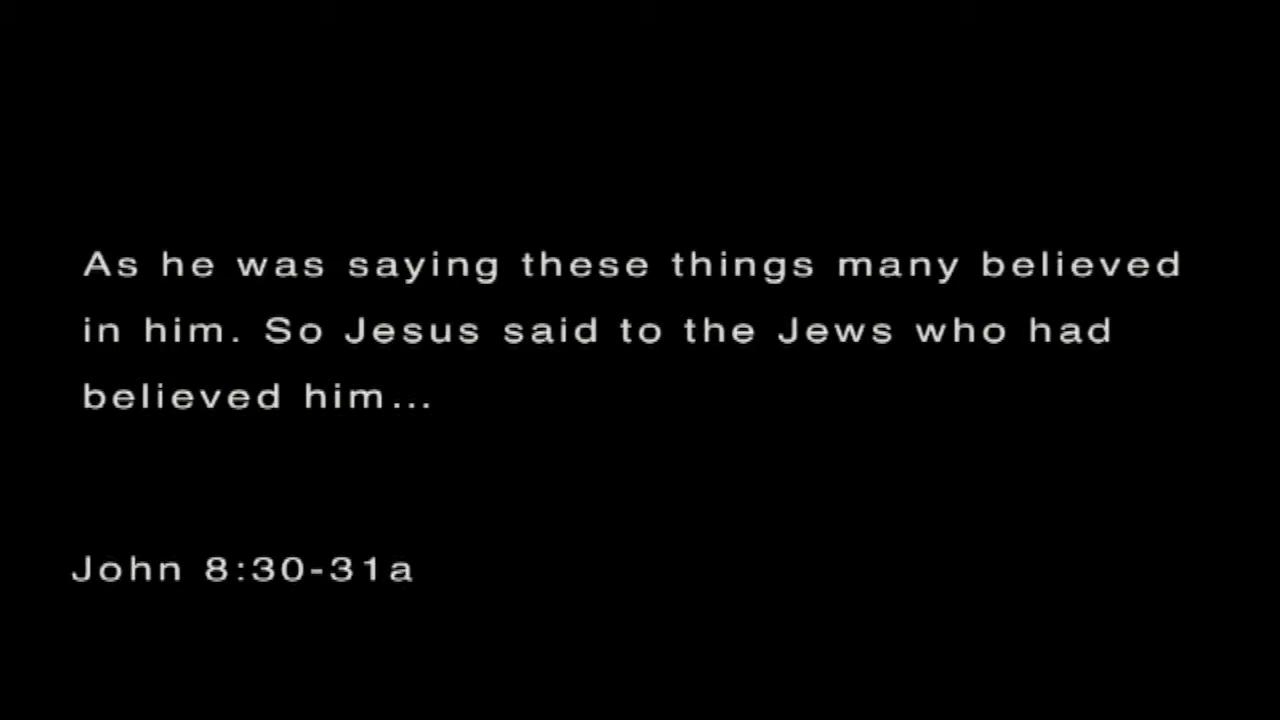 As he was saying these things many believed
in him. So Jesus said to the Jews who had
believed him...
John 8:30-31a